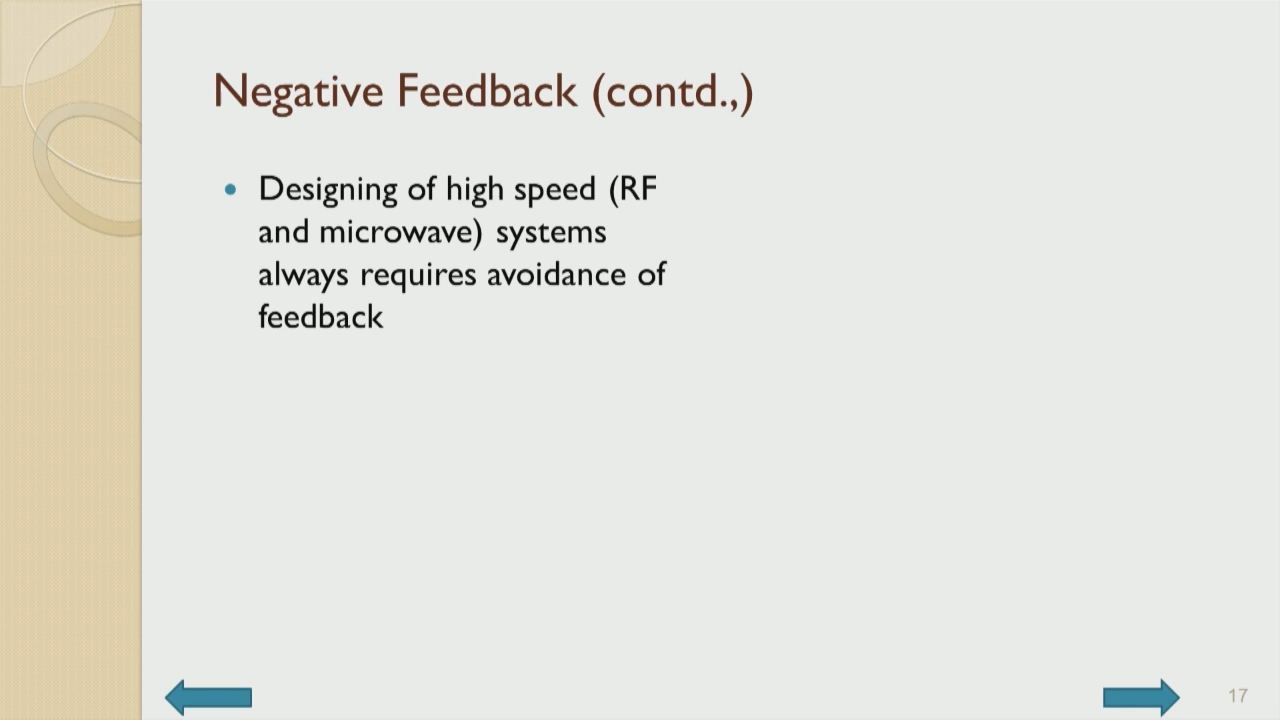 Negative Feedback (contd.,)
• Designing of high speed (RF
and microwave) systems
always requires avoidance of
feedback
17